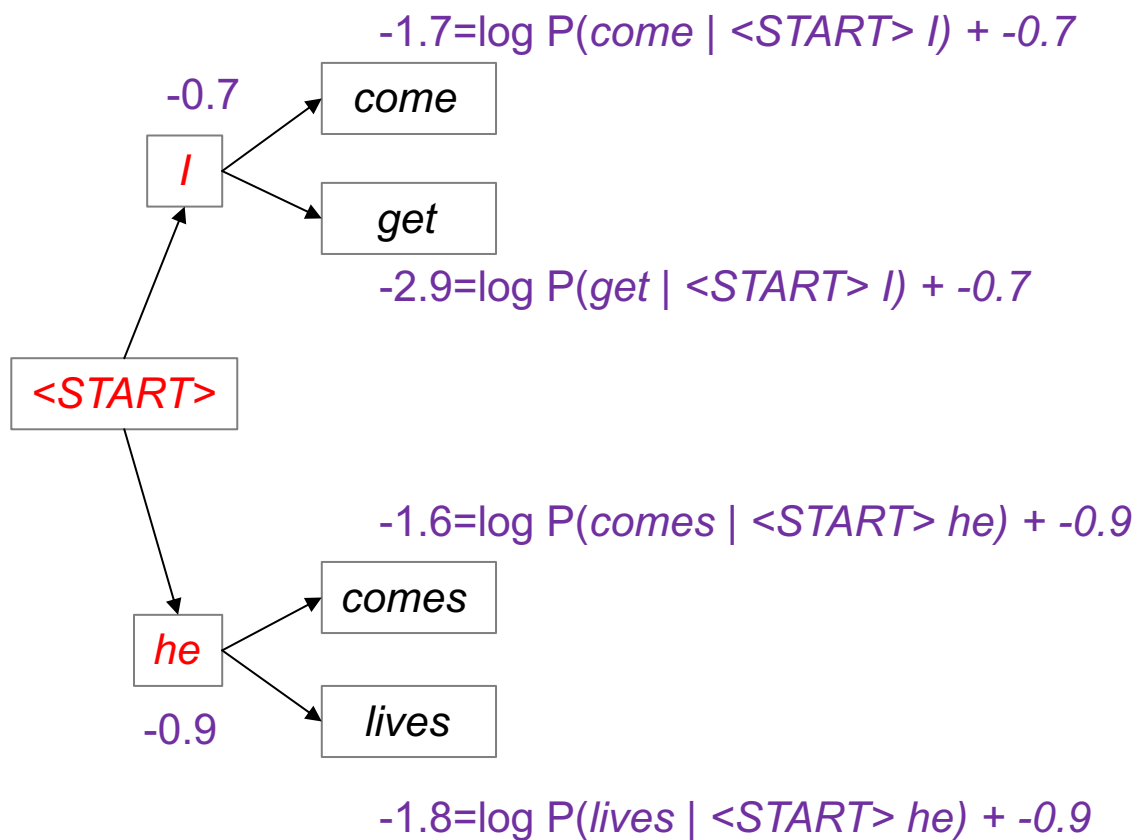 -1.7=log P(come | <START> I) + -0.7
-0.7
come
I
get
-2.9=log P(get | <START> I) + -0.7
<START>
-1.6=log P(comes | <START> he) + -0.9
comes
he
lives
-0.9
-1.8=log P(lives | <START> he) + -0.9